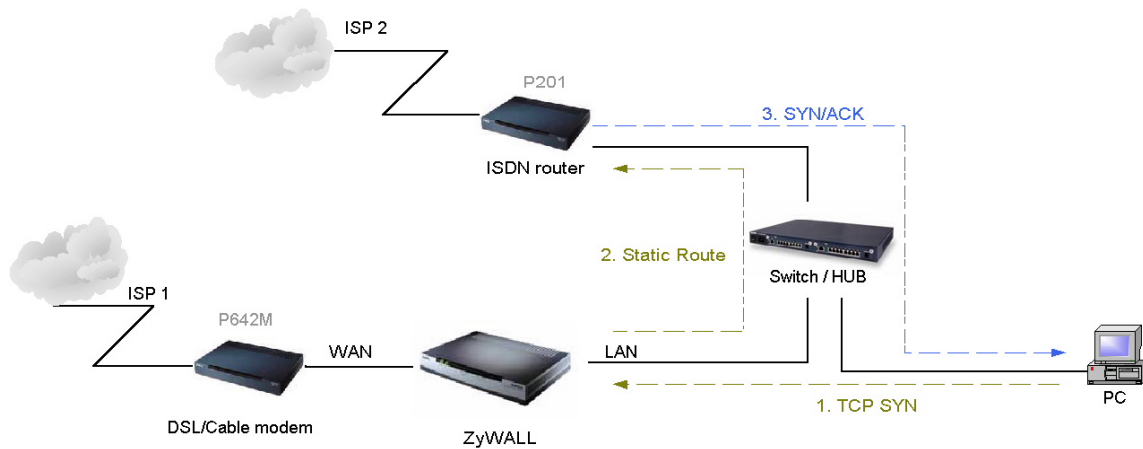 ISP 2
P201
3. SYN/ACK
ISDN router
2. Static Route
Switch / HUB
ISP 1
P642M
WAN
LAN
DSL/Cable modem
ZyWALL
1. TCP SYN
PC